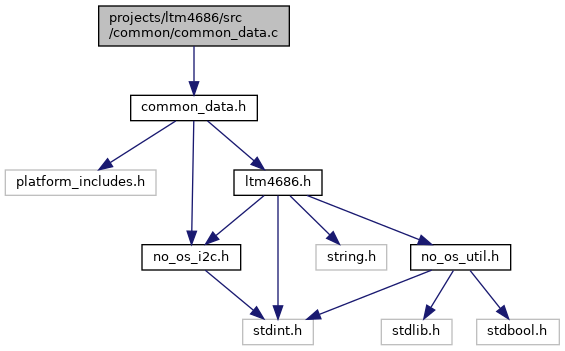 projects/ltm4686/src
/common/common_data.c
common_data.h
platform_includes.h
ltm4686.h
no_os_i2c.h
string.h
no_os_util.h
stdint.h
stdlib.h
stdbool.h